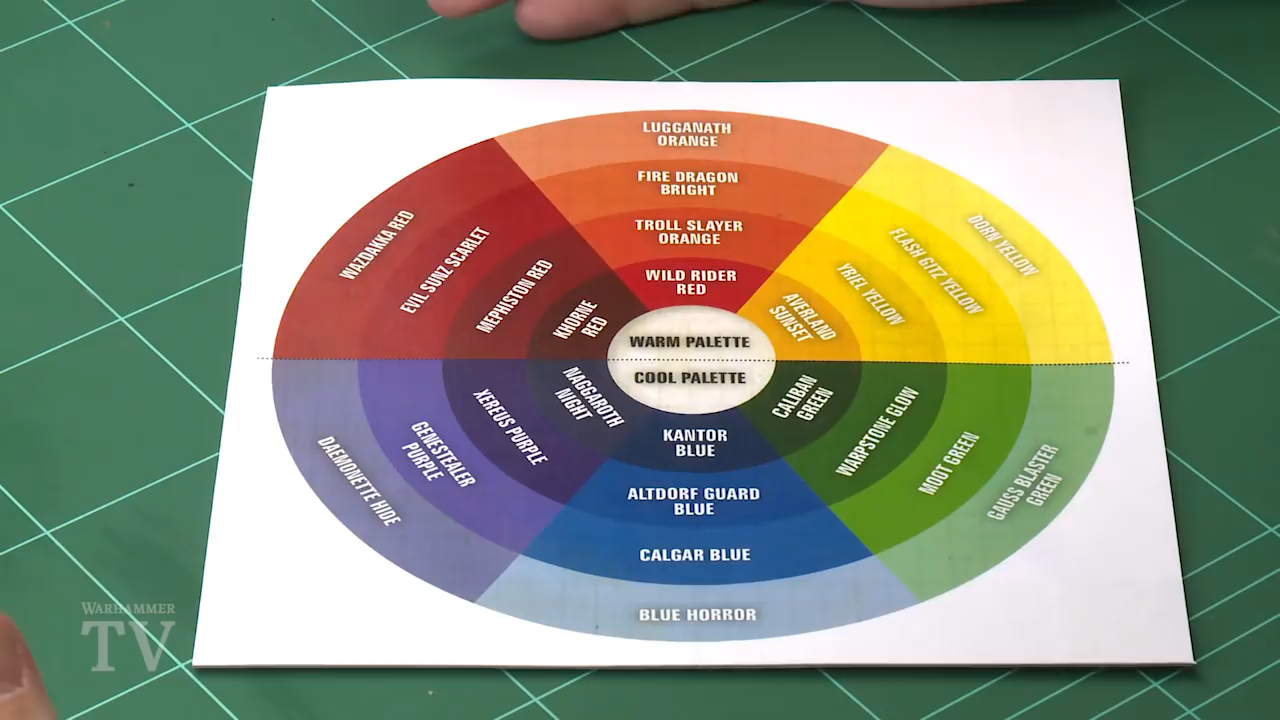 LUGGANATH
ORANGE
FIRE DRAGON
BRIGHT
TROLL SLAYER
ORANGE
WILD RIDER
RED
WAZDAKKA RED
EVIL SUNZ SCARLET
MEPHISTON RED
KHORNE
RED
AVERLAND
SUNSET
YRIEL YELLOW
FLASH GITZ YELLOW
DORN YELLOW
WARM PALETTE
COOL PALETTE
DAEMONETTE HIDE
GENESTEALER
PURPLE
XEREUS PURPLE
NAGGAROTH
NIGHT
KANTOR
BLUE
ALTDORF GUARD
BLUE
CALGAR BLUE
BLUE HORROR
CALIBAN
GREEN
WARPSTONE GLOW
MOOT GREEN
GAUSS BLASTER
GREEN
WARHAMMER
TV